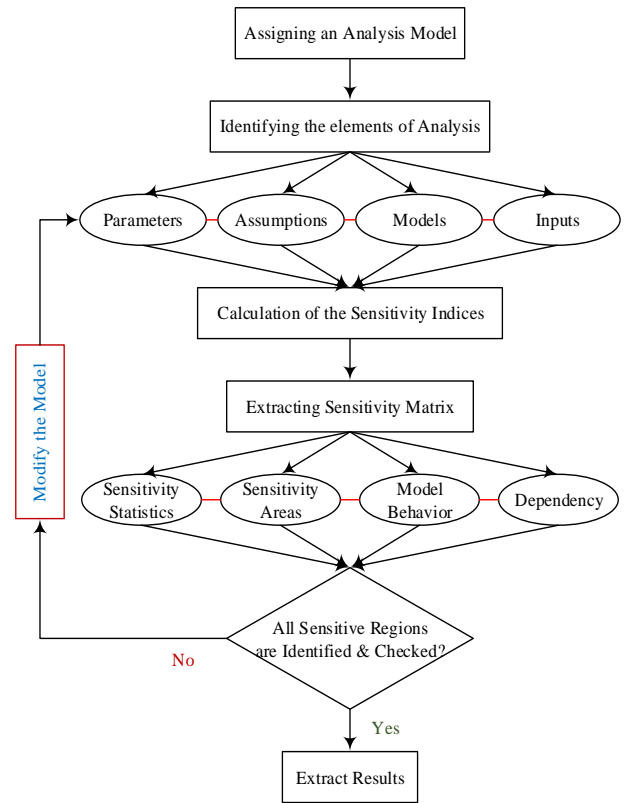 Assigning an Analysis Model
Identifying the elements of Analysis
Parameters
Assumptions
Models
Inputs
Calculation of the Sensitivity Indices
Modify the Model
Extracting Sensitivity Matrix
Sensitivity
Statistics
Sensitivity
Areas
Model
Behavior
Dependency
All Sensitive Regions
are Identified & Checked?
No
Yes
Extract Results